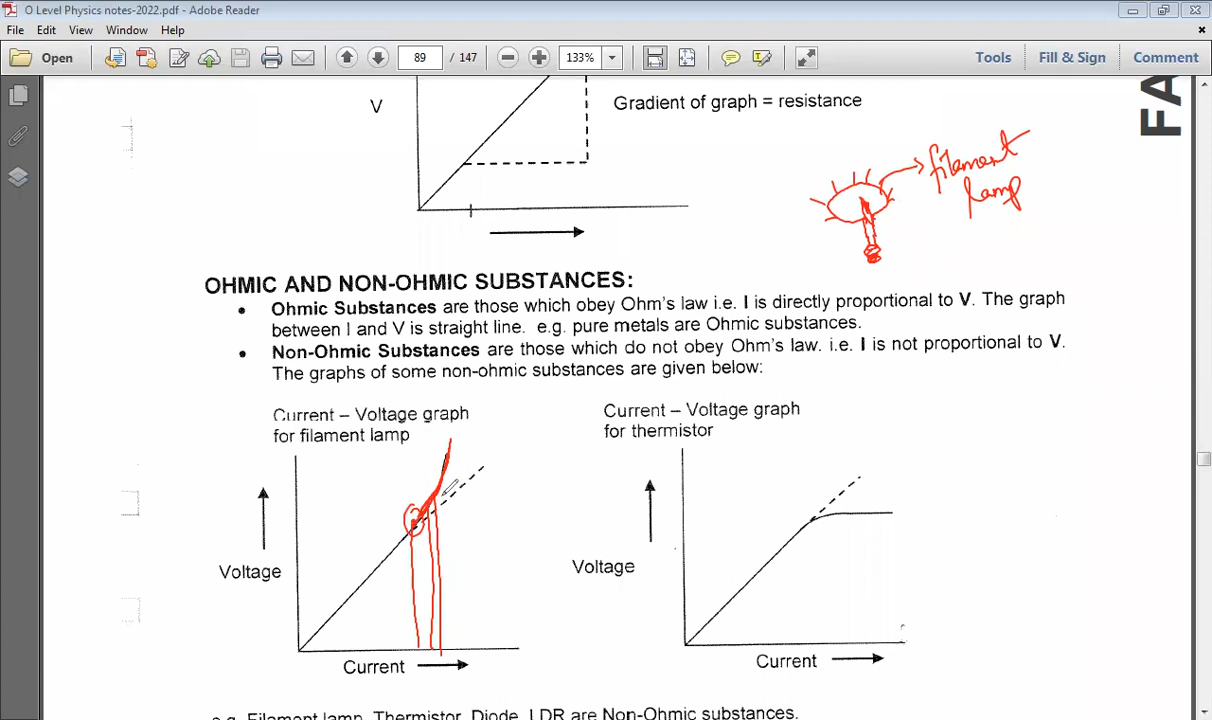 O Level Physics notes-2022.pdf - Adobe Reader
File Edit View Window Help
Open 89 / 147 133% Tools Fill & Sign Comment
V
Gradient of graph = resistance
FA
filament
lamp
OHMIC AND NON-OHMIC SUBSTANCES:
• Ohmic Substances are those which obey Ohm's law i.e. I is directly proportional to V. The graph
between I and V is straight line. e.g. pure metals are Ohmic substances.
• Non-Ohmic Substances are those which do not obey Ohm's law. i.e. I is not proportional to V.
The graphs of some non-ohmic substances are given below:
Current – Voltage graph
for filament lamp
Voltage
Current
Current – Voltage graph
for thermistor
Voltage
Current
e.g. Filament lamp, Thermistor, Diode, LDR are Non-Ohmic substances.